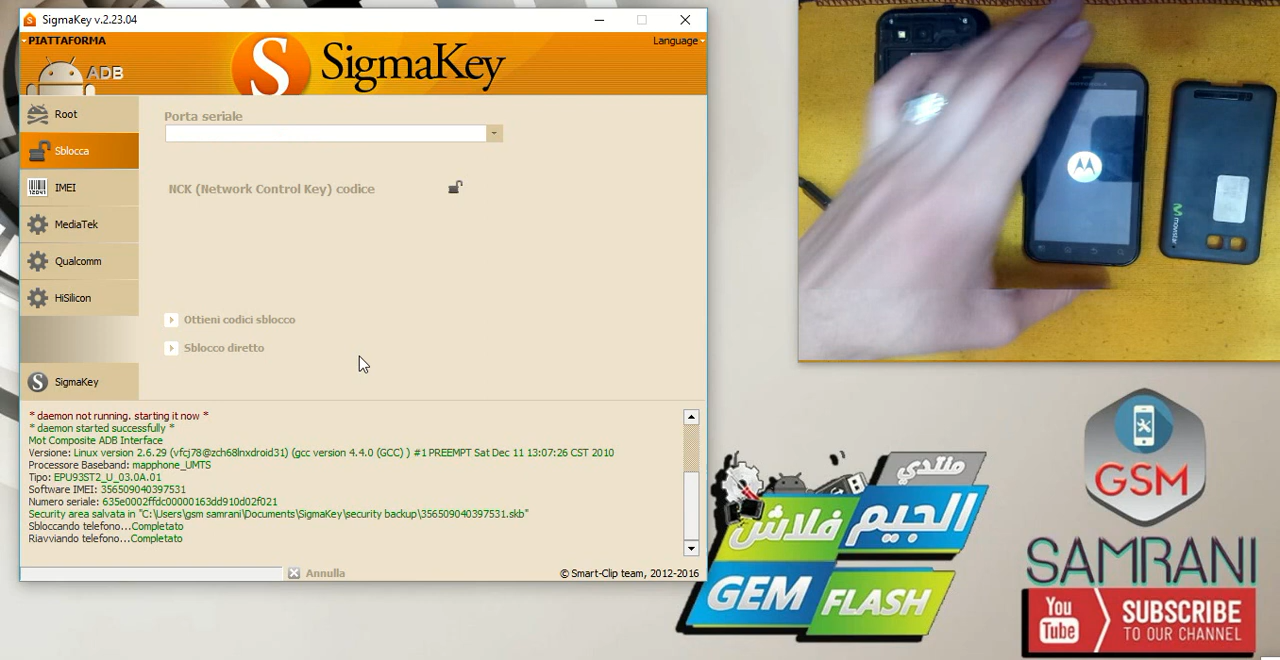 SigmaKey v.2.23.04
PIATTAFORMA
Language
ADB
S SigmaKey
Root
Sblocca
IMEI
MediaTek
Qualcomm
HiSilicon
S SigmaKey
Porta seriale
NCK (Network Control Key) codice
Ottieni codici sblocco
Sblocco diretto
* daemon not running. starting it now *
* daemon started successfully *
Mot Composite ADB Interface
Versione: Linux version 2.6.29 (vfcj78@zch68lnxdroid31) (gcc version 4.4.0 (GCC) ) #1 PREEMPT Sat Dec 11 13:07:26 CST 2010
Processore Baseband: mapphone_UMTS
Tipo: EPU93ST2_U_03.0A.01
Software IMEI: 356509040397531
Numero seriale: 635e0002ffdc00000163dd910d02f021
Security area salvata in "C:\Users\gsm samrani\Documents\SigmaKey\security backup\356509040397531.skb"
Sbloccando telefono...Completato
Riavviando telefono...Completato
Annulla
© Smart-Clip team, 2012-2016
movistar
منتدى
الجيم فلاش
GEM FLASH
GSM
SAMRANI
You Tube
SUBSCRIBE
TO OUR CHANNEL